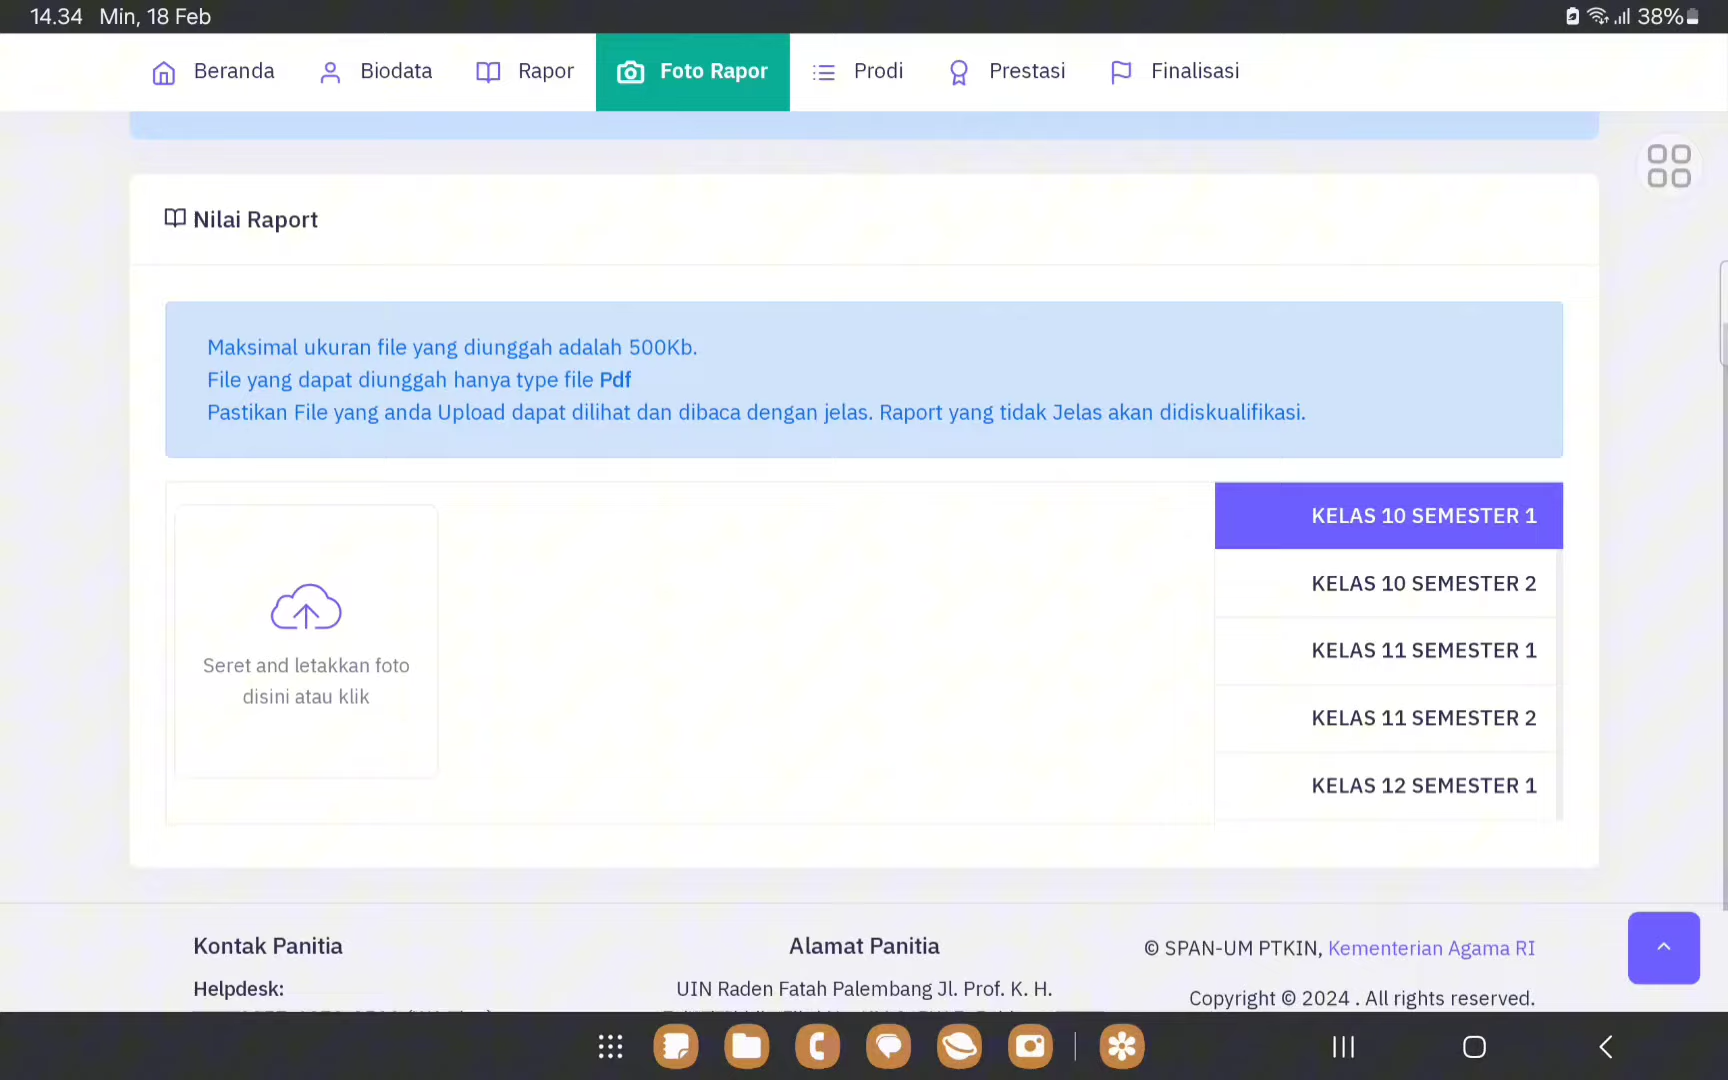 14.34 Min, 18 Feb
38%
Beranda
Biodata
Rapor
Foto Rapor
Prodi
Prestasi
Finalisasi
Nilai Raport
Maksimal ukuran file yang diunggah adalah 500Kb.
File yang dapat diunggah hanya type file Pdf
Pastikan File yang anda Upload dapat dilihat dan dibaca dengan jelas. Raport yang tidak Jelas akan didiskualifikasi.
Seret and letakkan foto
disini atau klik
KELAS 10 SEMESTER 1
KELAS 10 SEMESTER 2
KELAS 11 SEMESTER 1
KELAS 11 SEMESTER 2
KELAS 12 SEMESTER 1
Kontak Panitia
Helpdesk:
Alamat Panitia
UIN Raden Fatah Palembang Jl. Prof. K. H.
© SPAN-UM PTKIN, Kementerian Agama RI
Copyright © 2024 . All rights reserved.